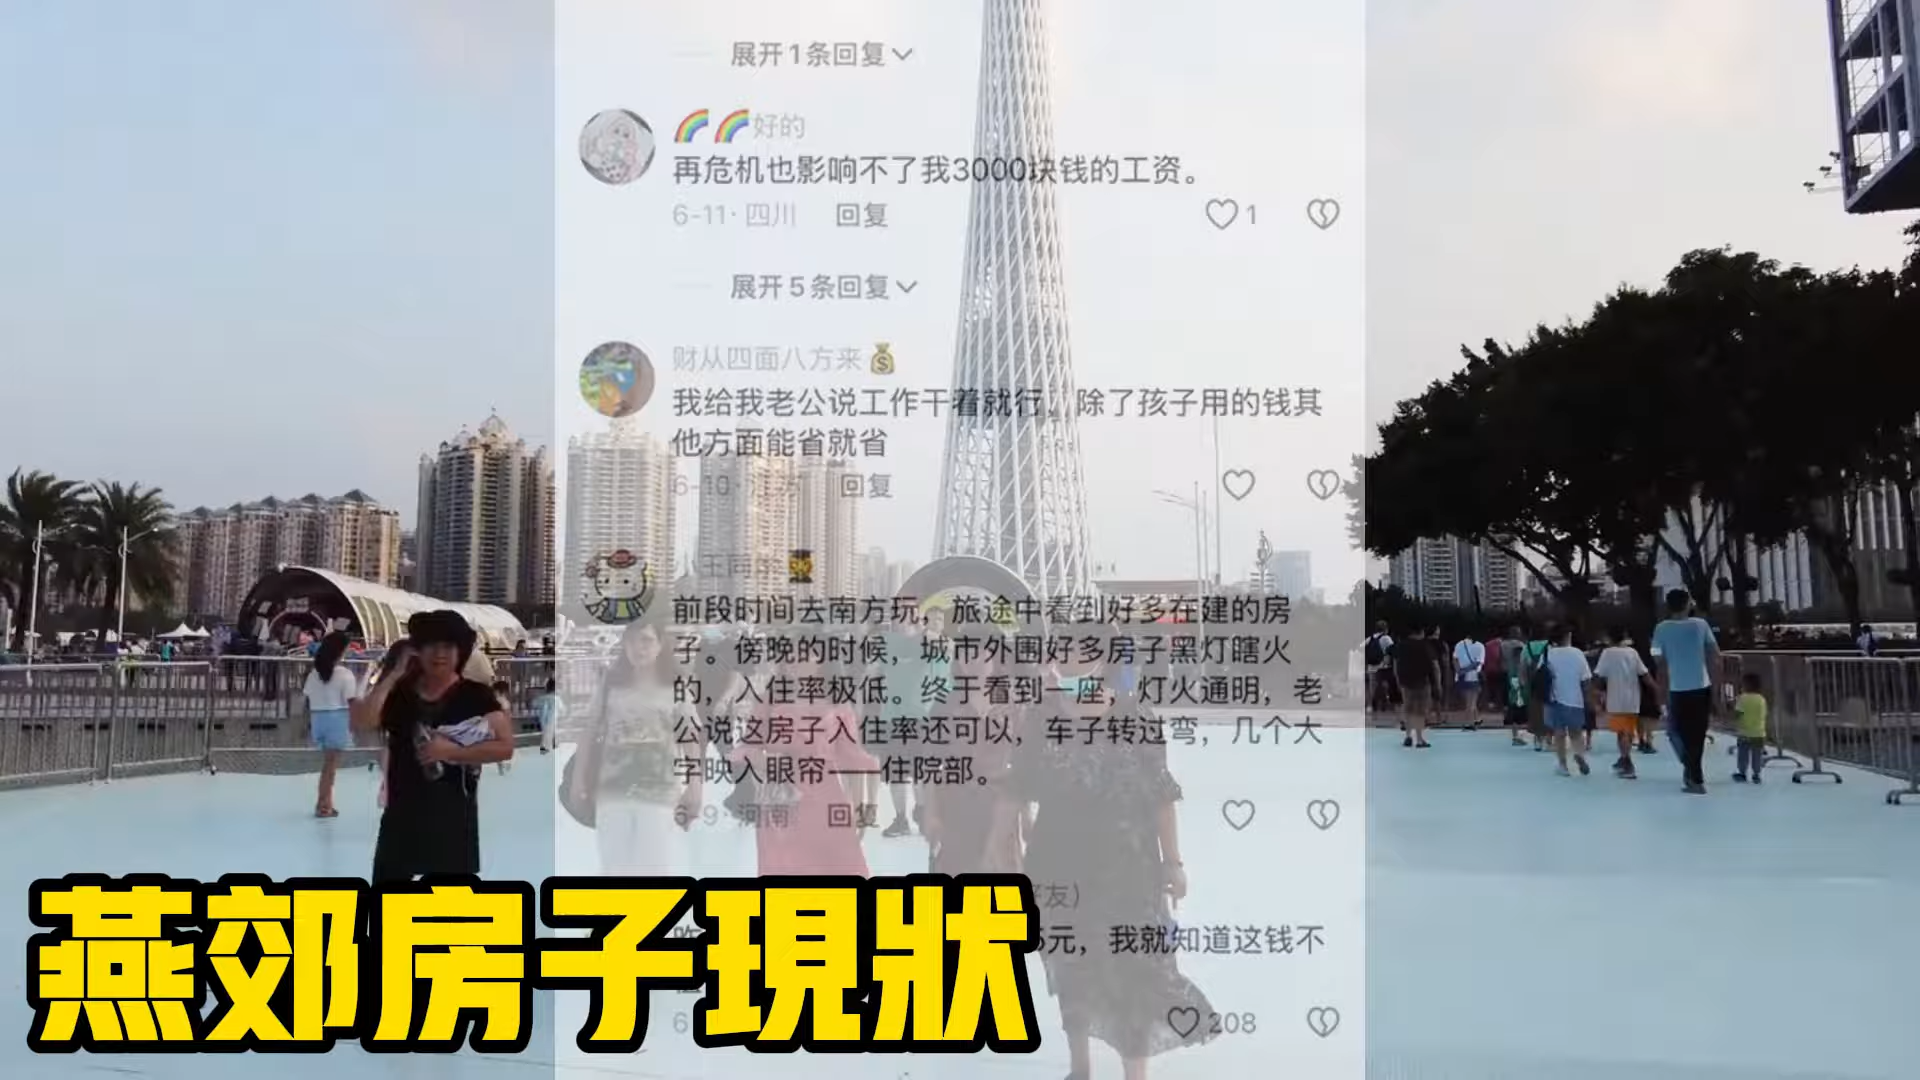 展开1条回复
🌈🌈好的
再危机也影响不了我3000块钱的工资。
6-11·四川 回复 1
展开5条回复
财从四面八方来💰
我给我老公说工作干着就行，除了孩子用的钱其
他方面能省就省
6-10· 回复
前段时间去南方玩，旅途中看到好多在建的房
子。傍晚的时候，城市外围好多房子黑灯瞎火
的，入住率极低。终于看到一座，灯火通明，老
公说这房子入住率还可以，车子转过弯，几个大
字映入眼帘——住院部。
6-9·河南 回复
友）
5元，我就知道这钱不
6 208
燕郊房子現狀